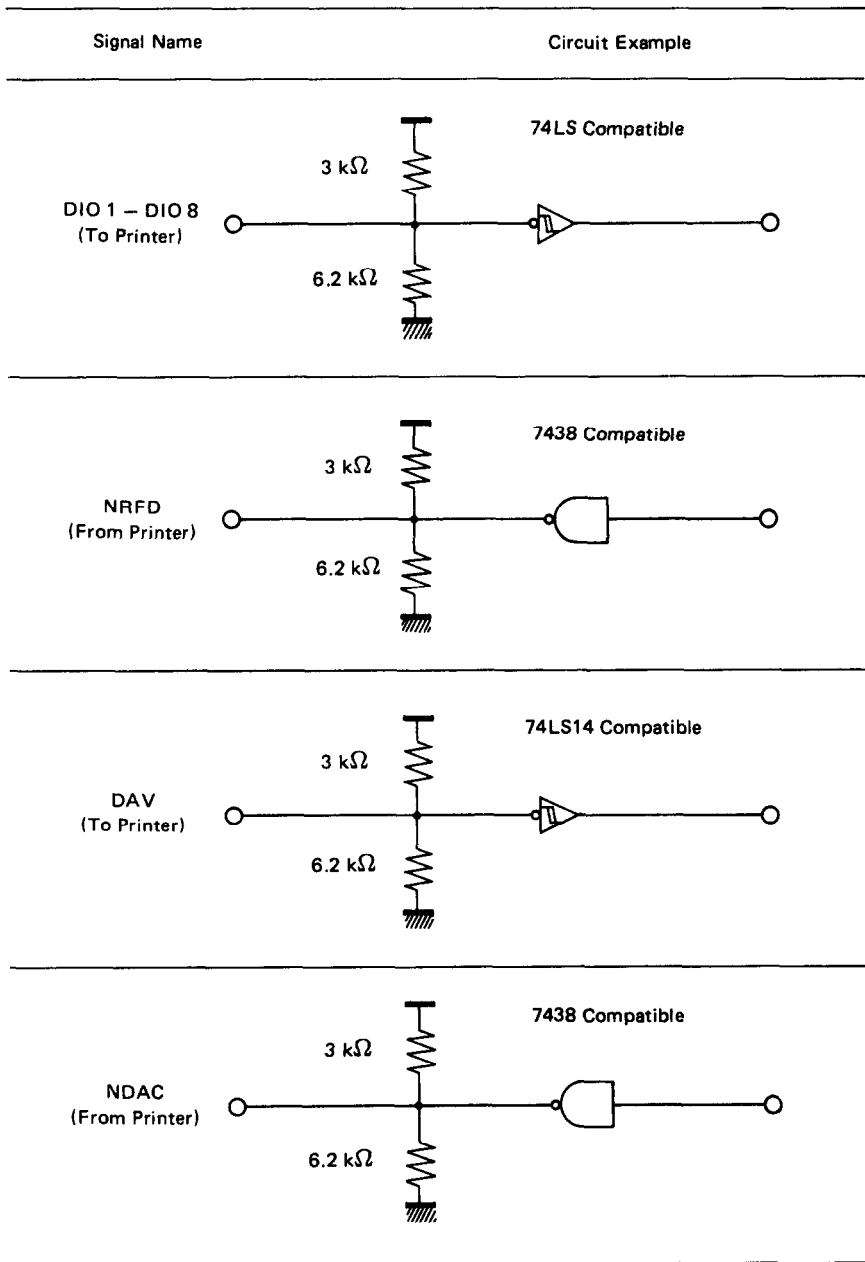 Signal Name
Circuit Example
74LS Compatible
3 kΩ
DIO 1 – DIO 8
(To Printer)
6.2 kΩ
7438 Compatible
3 kΩ
NRFD
(From Printer)
6.2 kΩ
74LS14 Compatible
3 kΩ
DAV
(To Printer)
6.2 kΩ
7438 Compatible
3 kΩ
NDAC
(From Printer)
6.2 kΩ